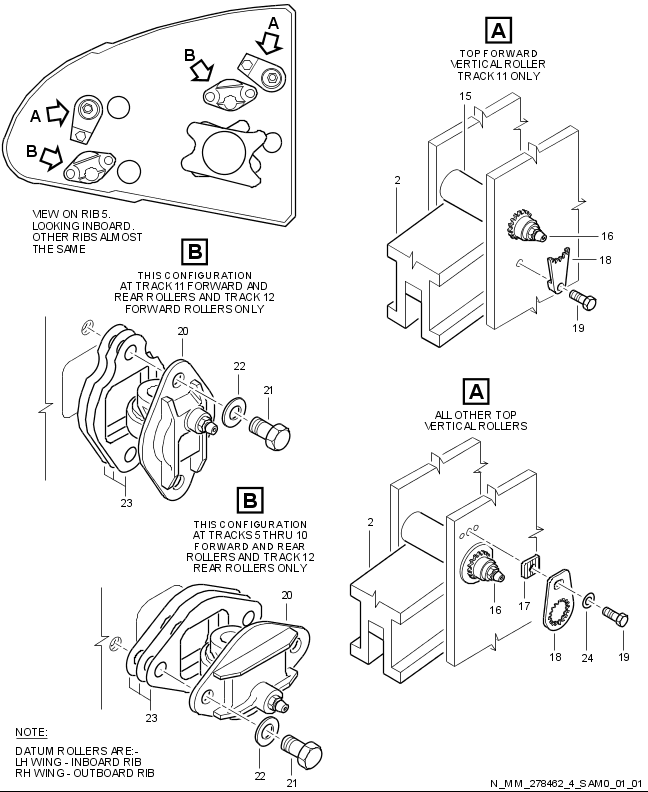 A
B
A
B
VIEW ON RIB 5.
LOOKING INBOARD.
OTHER RIBS ALMOST
THE SAME
A
TOP FORWARD
VERTICAL ROLLER
TRACK 11 ONLY
15
2
16
18
19
B
THIS CONFIGURATION
AT TRACK 11 FORWARD AND
REAR ROLLERS AND TRACK 12
FORWARD ROLLERS ONLY
20
22
21
23
A
ALL OTHER TOP
VERTICAL ROLLERS
2
16
17
18
24
19
B
THIS CONFIGURATION
AT TRACKS 5 THRU 10
FORWARD AND REAR
ROLLERS AND TRACK 12
REAR ROLLERS ONLY
20
23
22
21
NOTE:
DATUM ROLLERS ARE:-
LH WING - INBOARD RIB
RH WING - OUTBOARD RIB
N_MM_278462_4_SAM0_01_01